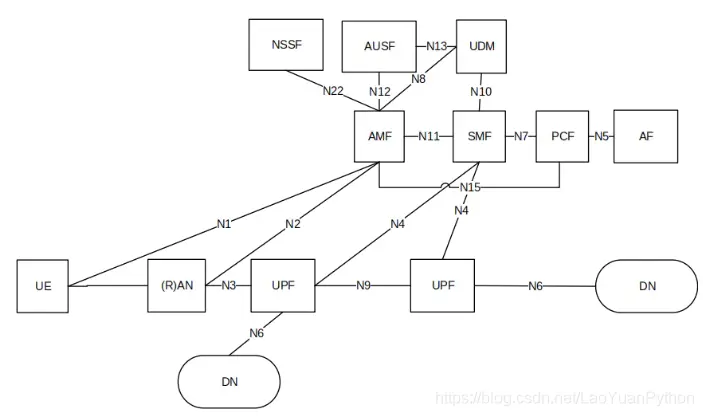 NSSF
AUSF
N13
UDM
N22
N12
N8
N10
AMF
N11
SMF
N7
PCF
N5
AF
N15
N1
N2
N4
N4
UE
(R)AN
N3
UPF
N9
UPF
N6
DN
N6
DN
https://blog.csdn.net/LaoYuanPython